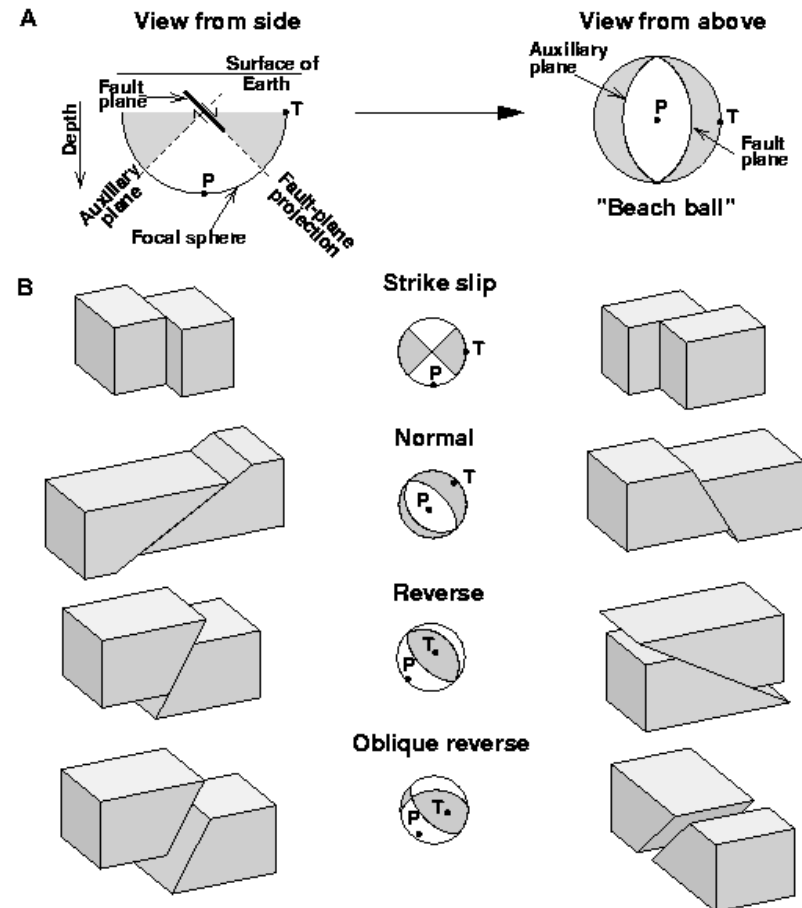 A
View from side
View from above
Surface of
Earth
Fault
plane
T
Depth
P
Auxiliary
plane
Focal sphere
Fault-plane
projection
Auxiliary
plane
P
T
Fault
plane
"Beach ball"
B
Strike slip
T
P
Normal
T
P
Reverse
T
P
Oblique reverse
T
P